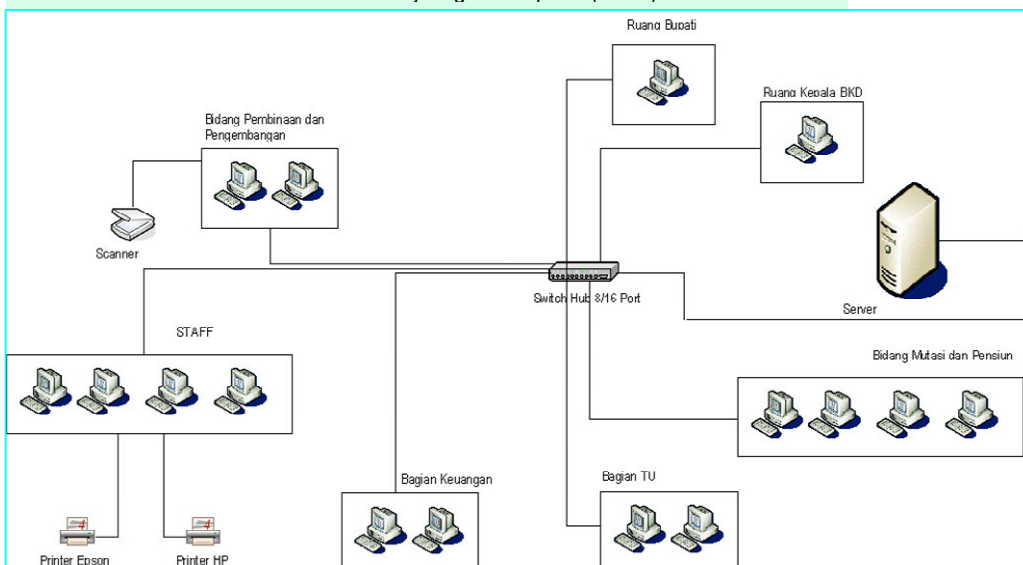 Ruang Bupati
Ruang Kepala BKD
Bidang Pembinaan dan
Pengembangan
Scanner
Switch Hub 8/16 Port
Server
STAFF
Bidang Mutasi dan Pensiun
Bagian Keuangan
Bagian TU
Printer Epson
Printer HP